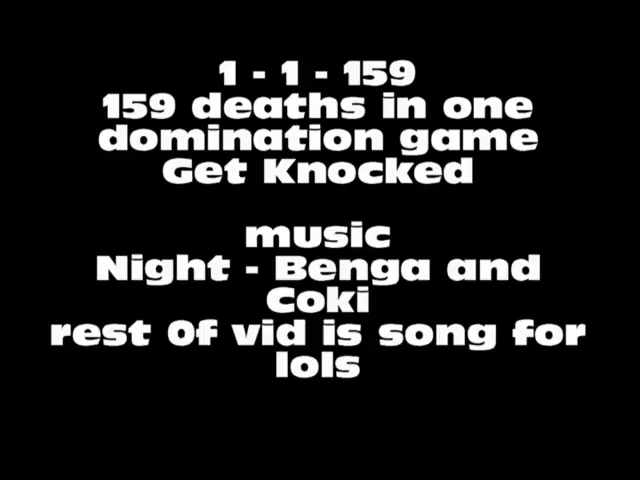 1 - 1 - 159
159 deaths in one
domination game
Get Knocked
music
Night - Benga and
Coki
rest 0f vid is song for
lols